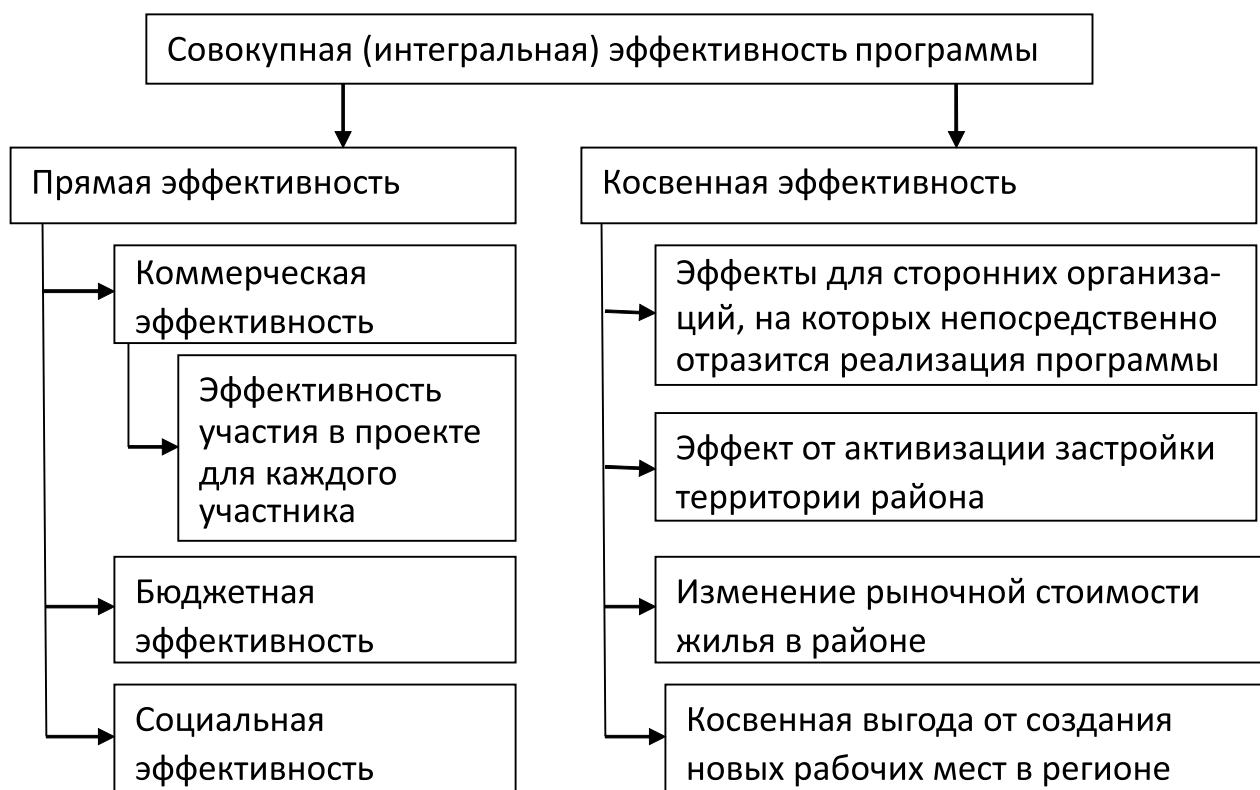 Совокупная (интегральная) эффективность программы
Прямая эффективность
Коммерческая
эффективность
Эффективность
участия в проекте
для каждого
участника
Бюджетная
эффективность
Социальная
эффективность
Косвенная эффективность
Эффекты для сторонних организа-
ций, на которых непосредственно
отразится реализация программы
Эффект от активизации застройки
территории района
Изменение рыночной стоимости
жилья в районе
Косвенная выгода от создания
новых рабочих мест в регионе